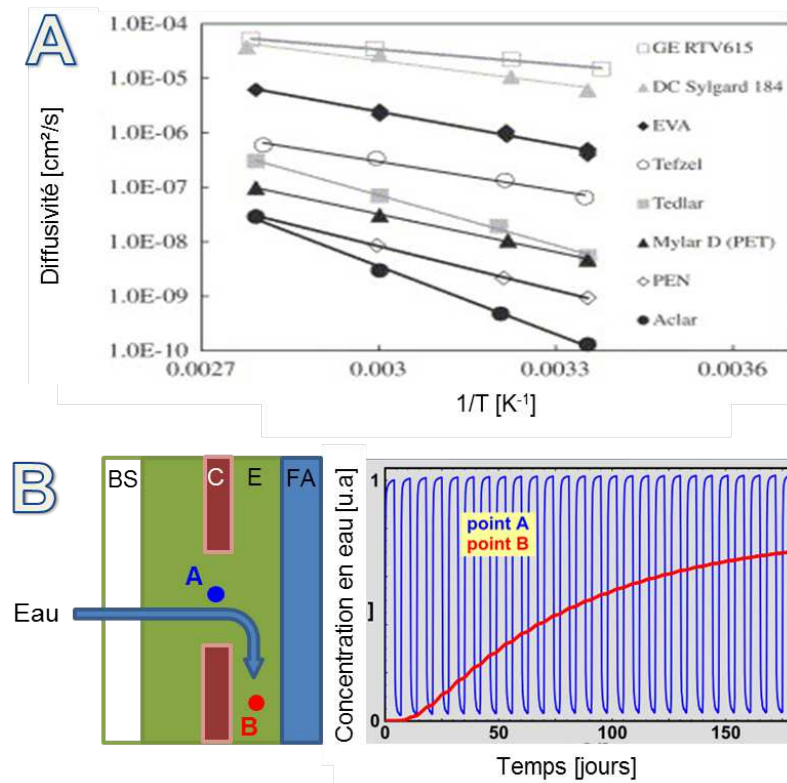 A
Diffusivité [cm²/s]
1.0E-04
1.0E-05
1.0E-06
1.0E-07
1.0E-08
1.0E-09
1.0E-10
0.0027
0.003
0.0033
0.0036
1/T [K⁻¹]
GE RTV615
DC Sylgard 184
EVA
Tefzel
Tedlar
Mylar D (PET)
PEN
Aclar
B
BS
C
E
FA
A
Eau
B
Concentration en eau [u.a]
1
]
0
point A
point B
0
50
100
150
Temps [jours]